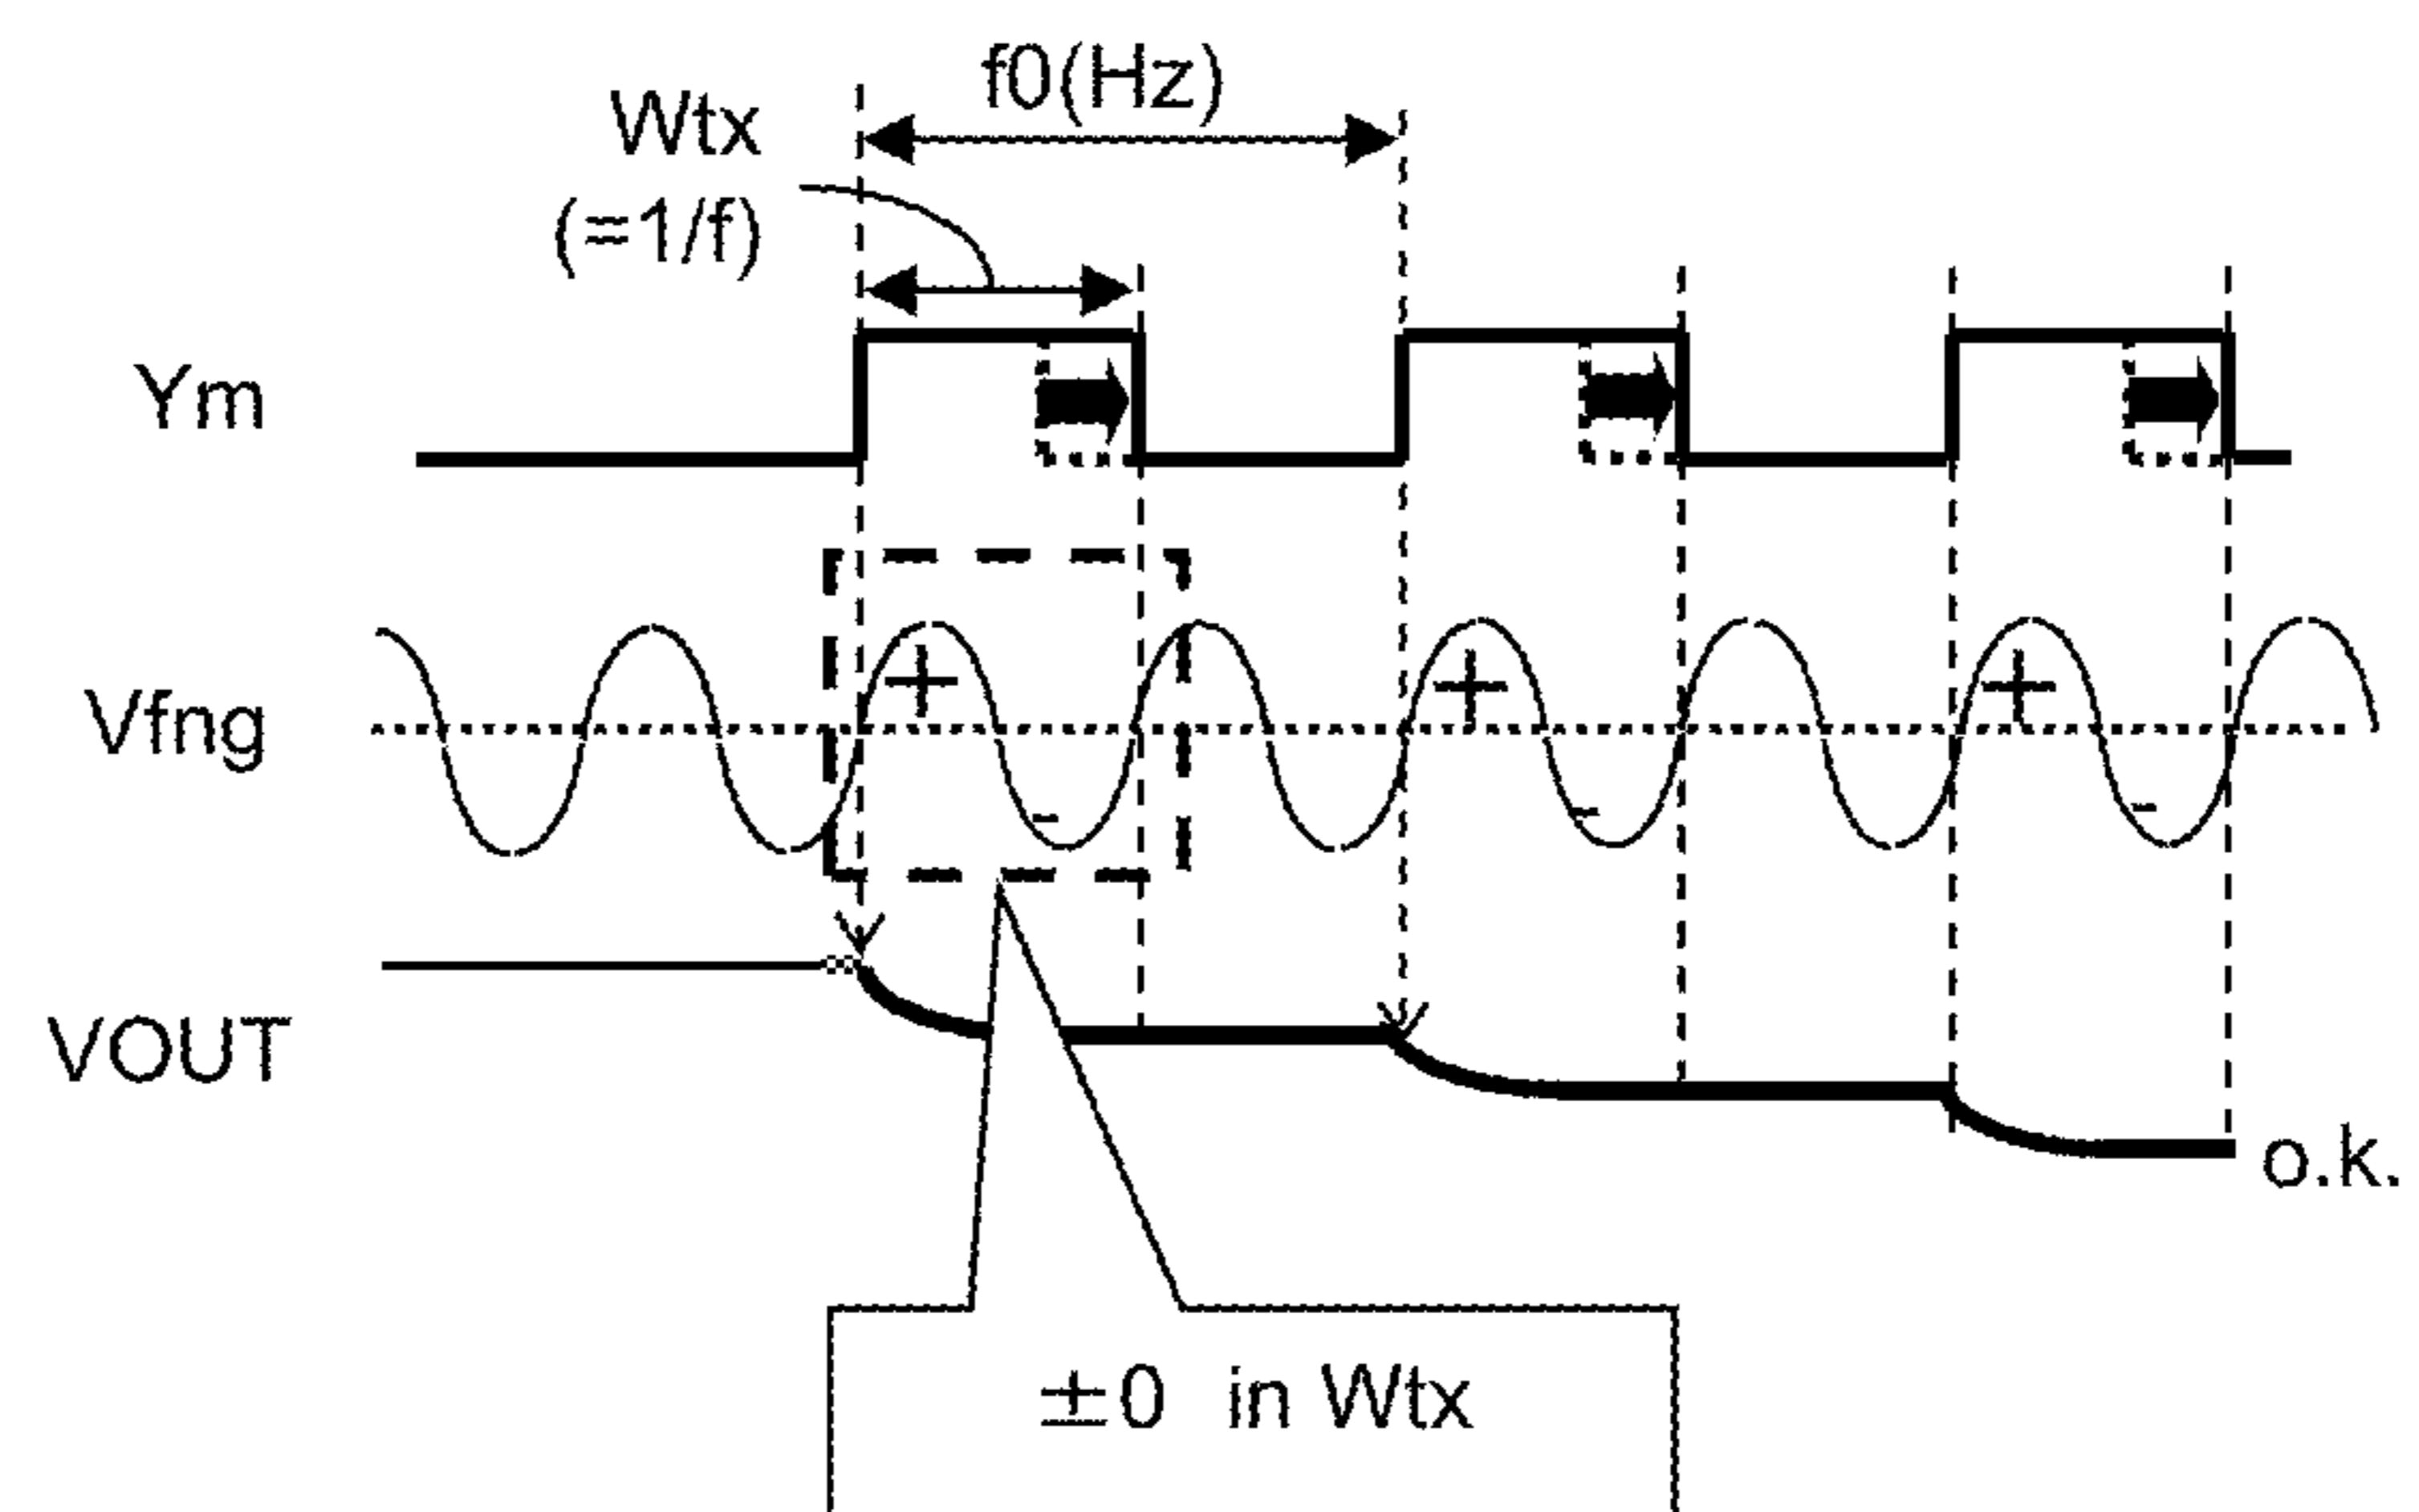 f0(Hz)
Wtx
(=1/f)
Ym
Vfng
+
-
+
-
+
-
VOUT
o.k.
±0 in Wtx